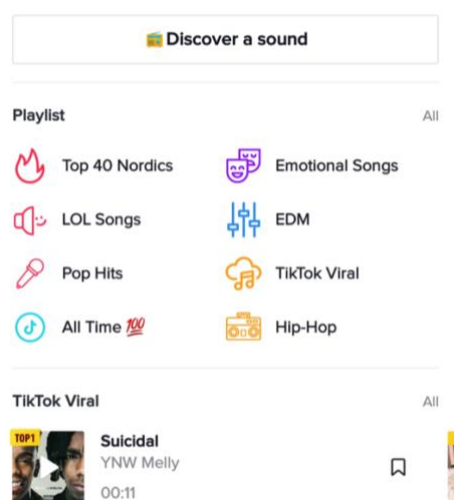 📻 Discover a sound
Playlist All
Top 40 Nordics Emotional Songs
LOL Songs EDM
Pop Hits TikTok Viral
All Time 💯 Hip-Hop
TikTok Viral All
TOP1
Suicidal
YNW Melly
00:11